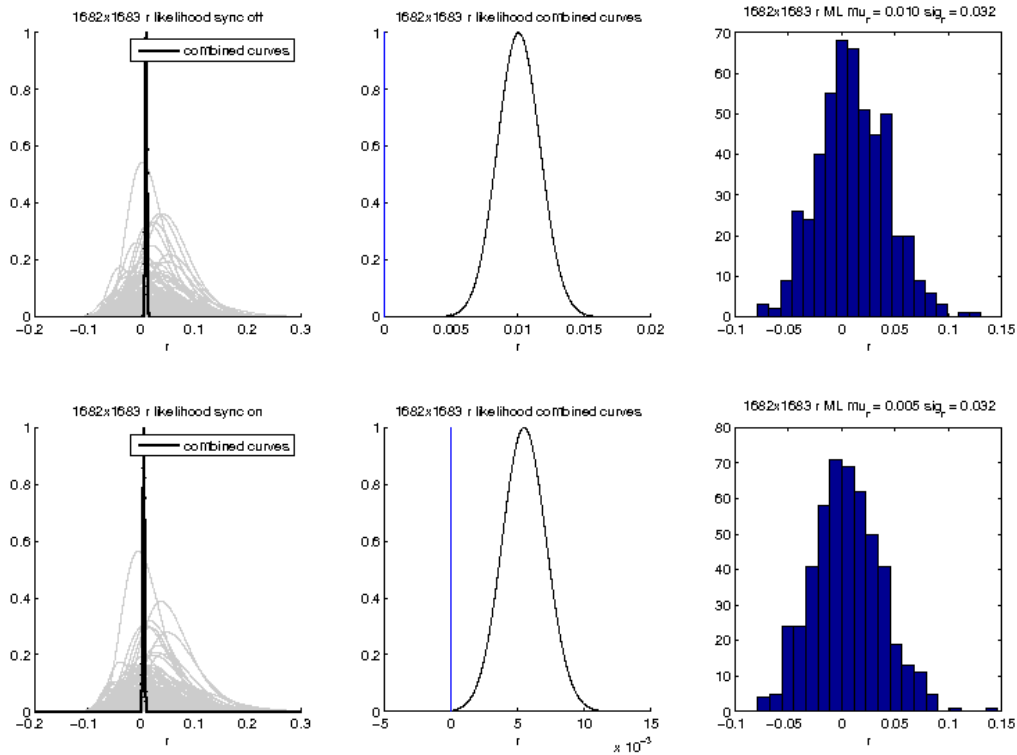 1682x1683 r likelihood sync off
combined curves
1
0.8
0.6
0.4
0.2
0
−0.2 −0.1 0 0.1 0.2 0.3
r
1682x1683 r likelihood combined curves
1
0.8
0.6
0.4
0.2
0
0 0.005 0.01 0.015 0.02
r
1682x1683 r ML mu_r = 0.010 sig_r = 0.032
70
60
50
40
30
20
10
0
−0.1 −0.05 0 0.05 0.1 0.15
r
1682x1683 r likelihood sync on
combined curves
1
0.8
0.6
0.4
0.2
0
−0.2 −0.1 0 0.1 0.2 0.3
r
1682x1683 r likelihood combined curves
1
0.8
0.6
0.4
0.2
0
−5 0 5 10 15
r
x 10^−3
1682x1683 r ML mu_r = 0.005 sig_r = 0.032
80
70
60
50
40
30
20
10
0
−0.1 −0.05 0 0.05 0.1 0.15
r